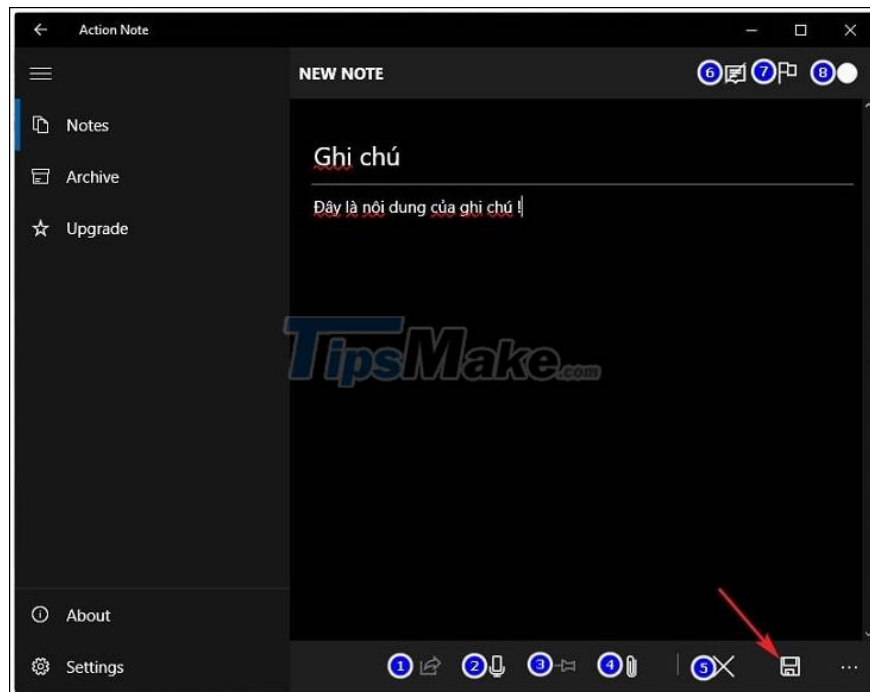 Action Note
NEW NOTE
6
7
8
Notes
Archive
Upgrade
Ghi chú
Đây là nội dung của ghi chú !
TipsMake.com
About
Settings
1
2
3
4
5